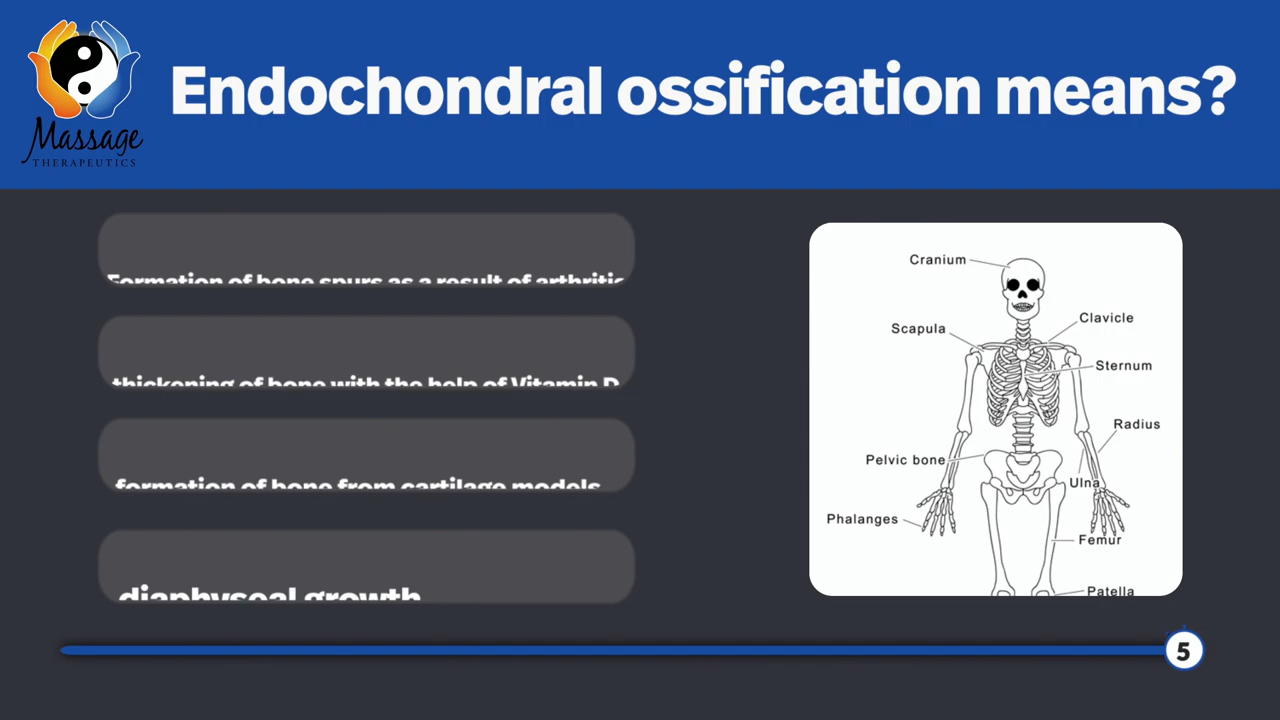 Endochondral ossification means?
Massage
THERAPEUTICS
Formation of bone spurs as a result of arthritic
thickening of bone with the help of Vitamin D
formation of bone from cartilage models
diaphyseal growth
Cranium
Clavicle
Scapula
Sternum
Radius
Pelvic bone
Ulna
Phalanges
Femur
Patella
5